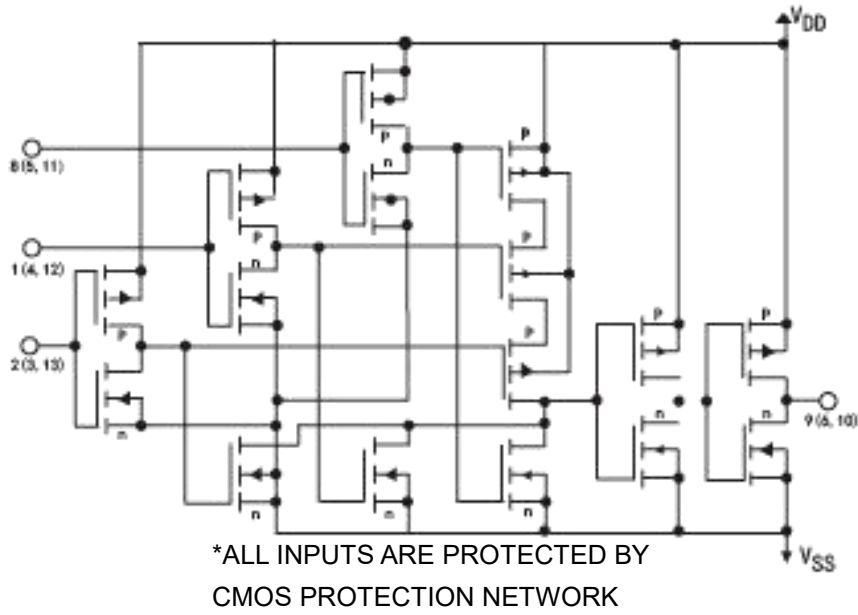 VDD
P
8(5, 11)
P
n
P
1(4, 12)
P
n
P
2(3, 13)
P
n
P
P
P
n
n
9(6, 10)
n
n
n
VSS
*ALL INPUTS ARE PROTECTED BY
CMOS PROTECTION NETWORK